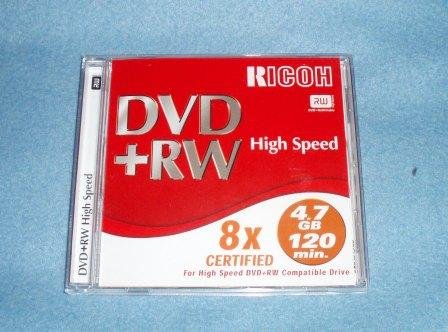 RICOH
RW
DVD
+RW
High Speed
4.7
GB
120
min.
8x
CERTIFIED
For High Speed DVD+RW Compatible Drive
DVD+RW High Speed
RW